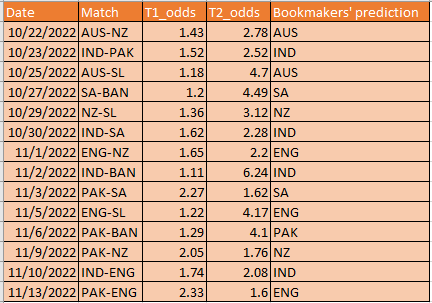 Date Match T1_odds T2_odds Bookmakers' prediction
10/22/2022 AUS-NZ 1.43 2.78 AUS
10/23/2022 IND-PAK 1.52 2.52 IND
10/25/2022 AUS-SL 1.18 4.7 AUS
10/27/2022 SA-BAN 1.2 4.49 SA
10/29/2022 NZ-SL 1.36 3.12 NZ
10/30/2022 IND-SA 1.62 2.28 IND
11/1/2022 ENG-NZ 1.65 2.2 ENG
11/2/2022 IND-BAN 1.11 6.24 IND
11/3/2022 PAK-SA 2.27 1.62 SA
11/5/2022 ENG-SL 1.22 4.17 ENG
11/6/2022 PAK-BAN 1.29 4.1 PAK
11/9/2022 PAK-NZ 2.05 1.76 NZ
11/10/2022 IND-ENG 1.74 2.08 IND
11/13/2022 PAK-ENG 2.33 1.6 ENG